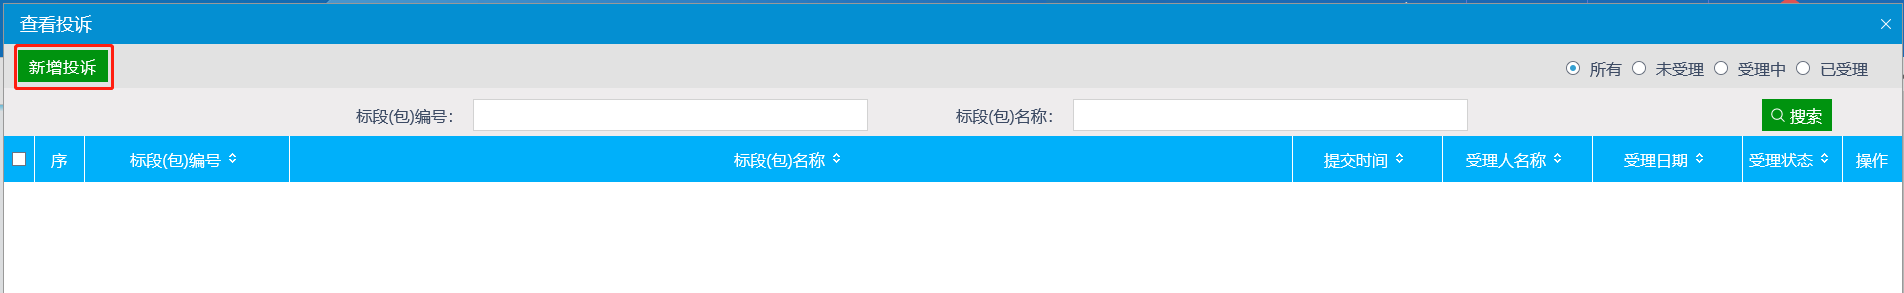 查看投诉
新增投诉
所有 未受理 受理中 已受理
标段(包)编号： 标段(包)名称： 搜索
序 标段(包)编号 标段(包)名称 提交时间 受理人名称 受理日期 受理状态 操作